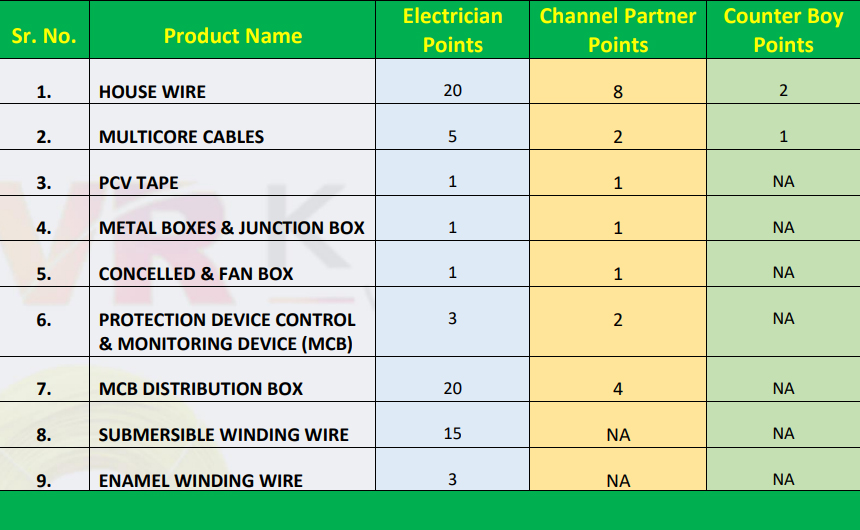 Sr. No. Product Name Electrician Points Channel Partner Points Counter Boy Points
1. HOUSE WIRE 20 8 2
2. MULTICORE CABLES 5 2 1
3. PCV TAPE 1 1 NA
4. METAL BOXES & JUNCTION BOX 1 1 NA
5. CONCELLED & FAN BOX 1 1 NA
6. PROTECTION DEVICE CONTROL 3 2 NA
& MONITORING DEVICE (MCB)
7. MCB DISTRIBUTION BOX 20 4 NA
8. SUBMERSIBLE WINDING WIRE 15 NA NA
9. ENAMEL WINDING WIRE 3 NA NA